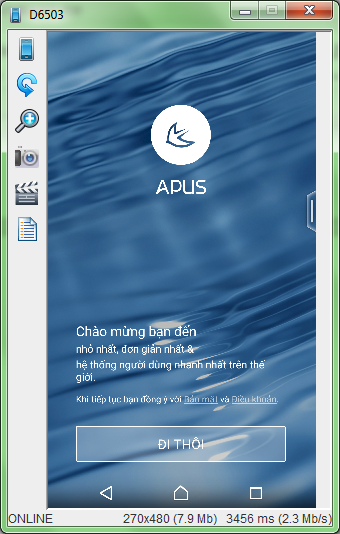 D6503
APUS
Chào mừng bạn đến
nhỏ nhất, đơn giản nhất &
hệ thống người dùng nhanh nhất trên thế
giới.
Khi tiếp tục bạn đồng ý với Bảo mật và Điều khoản.
ĐI THÔI
ONLINE 270x480 (7.9 Mb) 3456 ms (2.3 Mb/s)